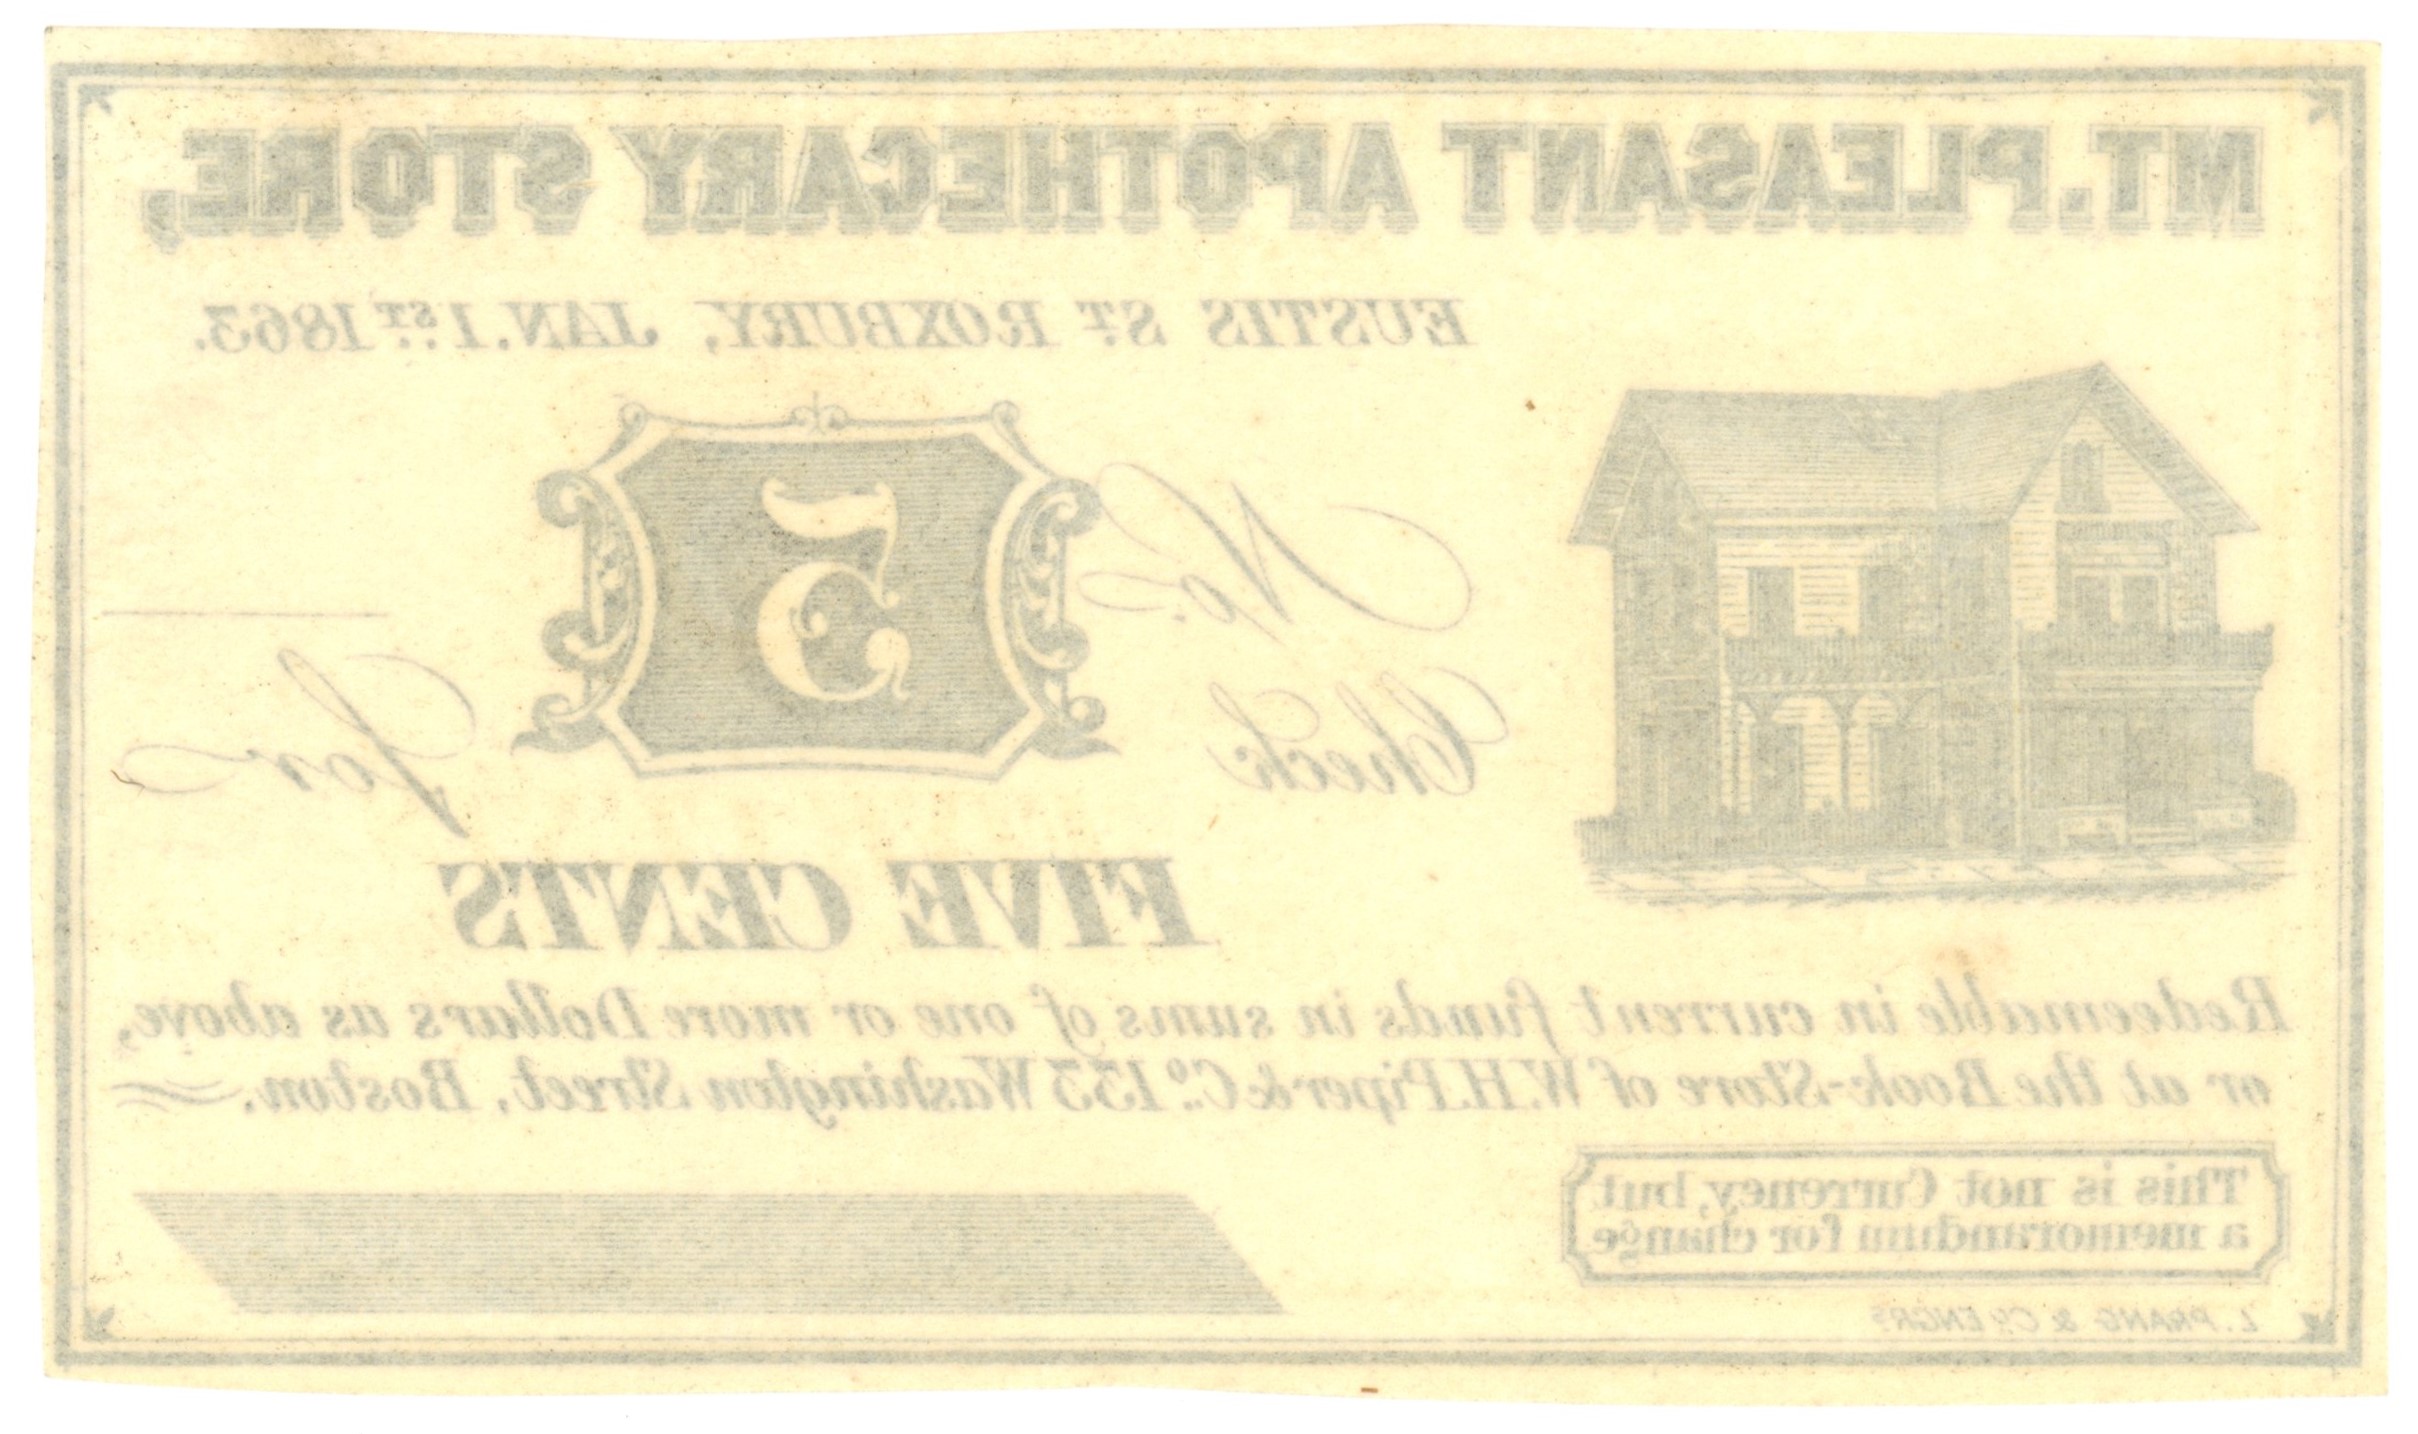 MT. PLEASANT APOTHECARY STORE,
EUSTIS ST. ROXBURY, JAN. 1ST. 1863.
No.
5
Check
for
FIVE CENTS
Redeemable in current funds in sums of one or more Dollars as above,
or at the Book-Store of W.H. Piper & Co. 133 Washington Street, Boston.
This is not Currency, but
a memorandum for change
L. PRANG & CO. ENGRS